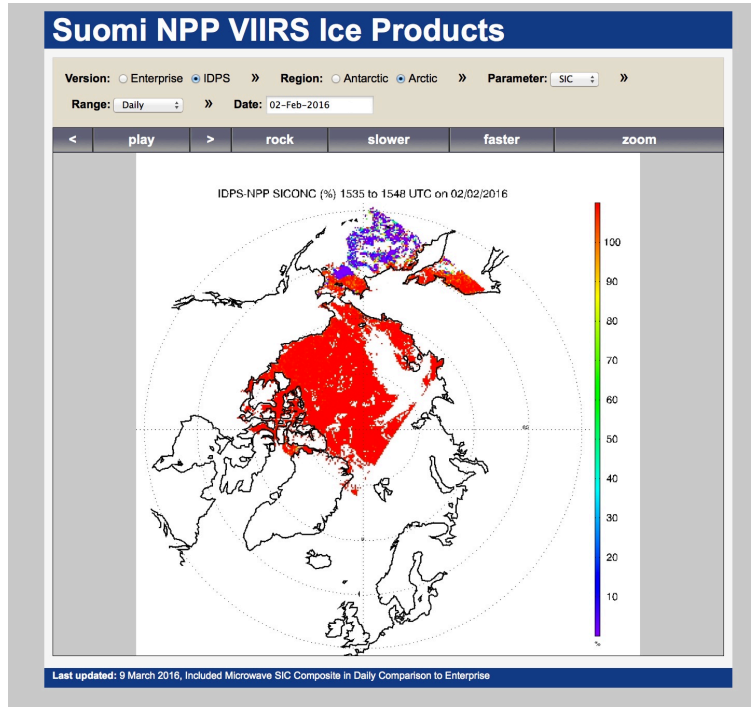 Suomi NPP VIIRS Ice Products
Version: Enterprise IDPS » Region: Antarctic Arctic » Parameter: SIC »
Range: Daily » Date: 02-Feb-2016
< play > rock slower faster zoom
IDPS-NPP SICONC (%) 1535 to 1548 UTC on 02/02/2016
100
90
80
70
60
50
40
30
20
10
%
60
0
Last updated: 9 March 2016, Included Microwave SIC Composite in Daily Comparison to Enterprise